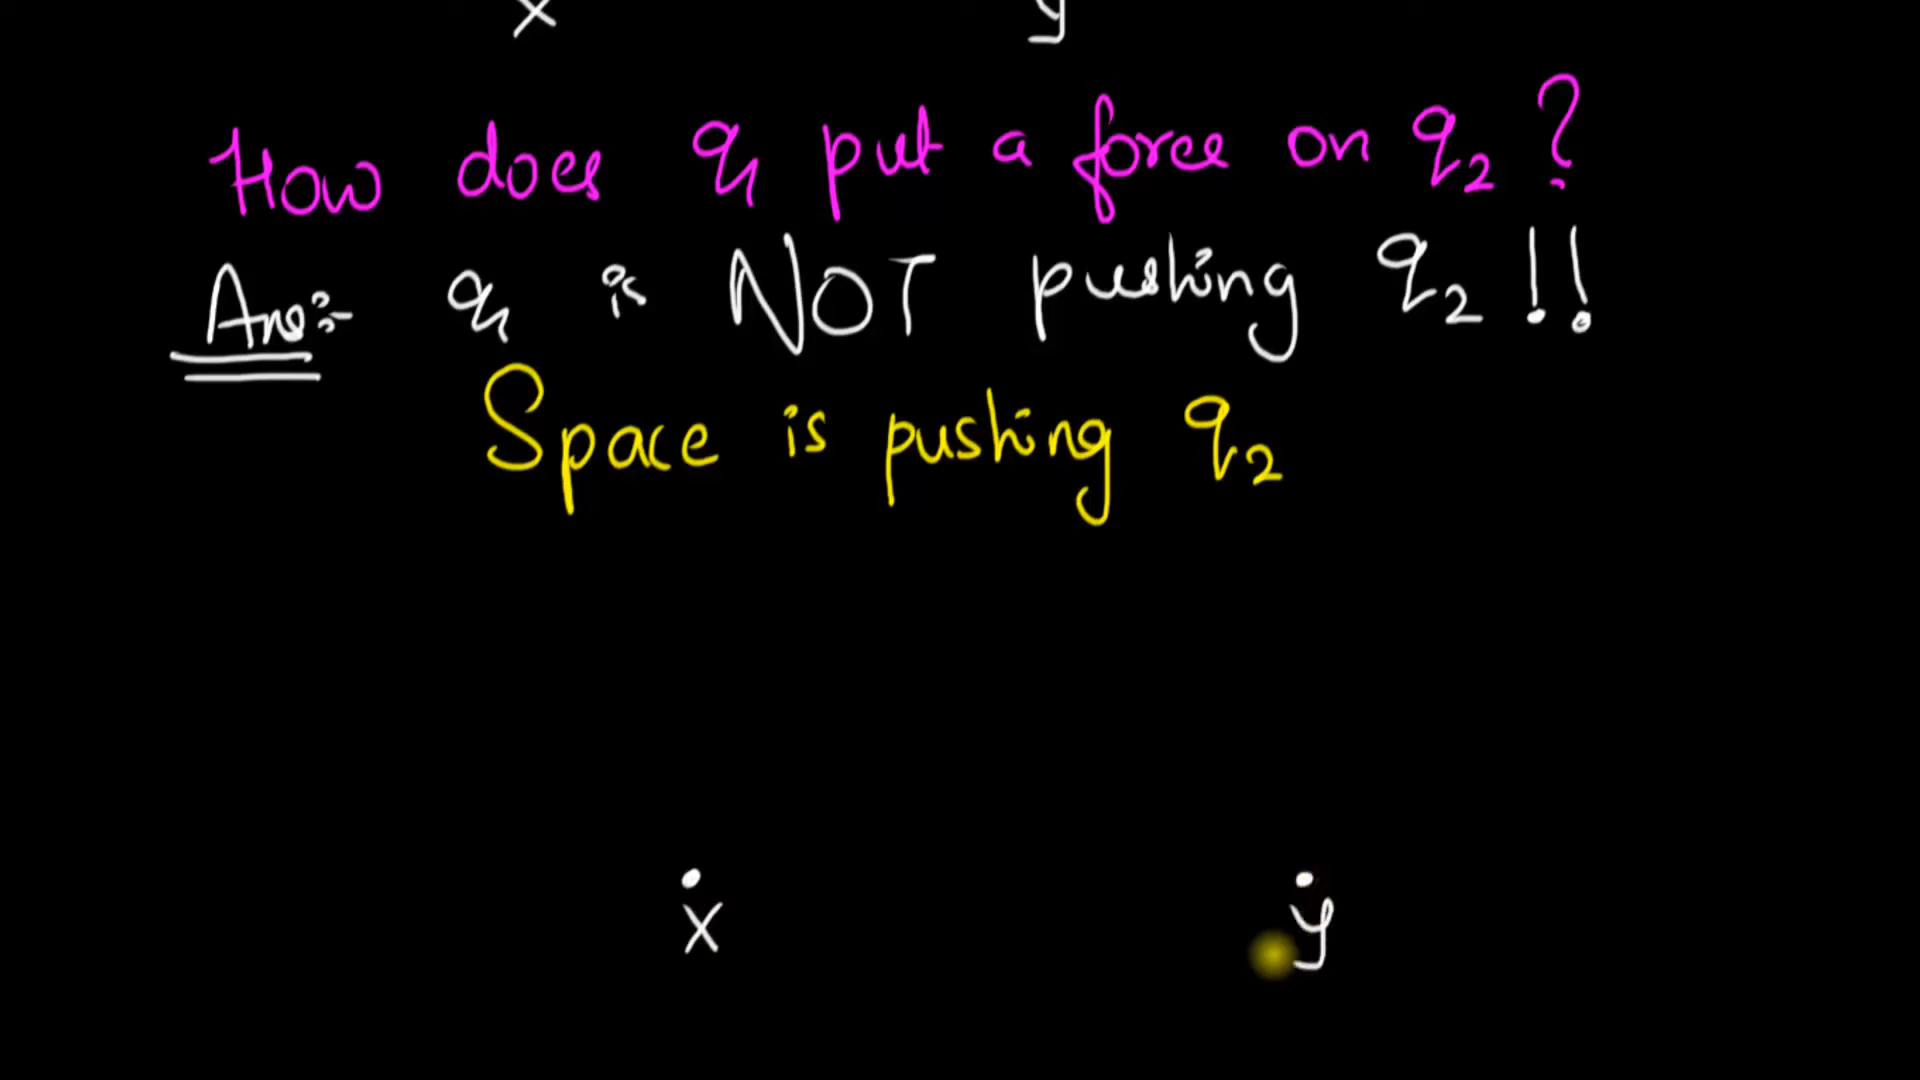 x y
How does q₁ put a force on q₂?
Ans:- q₁ is NOT pushing q₂!!
Space is pushing q₂
x y